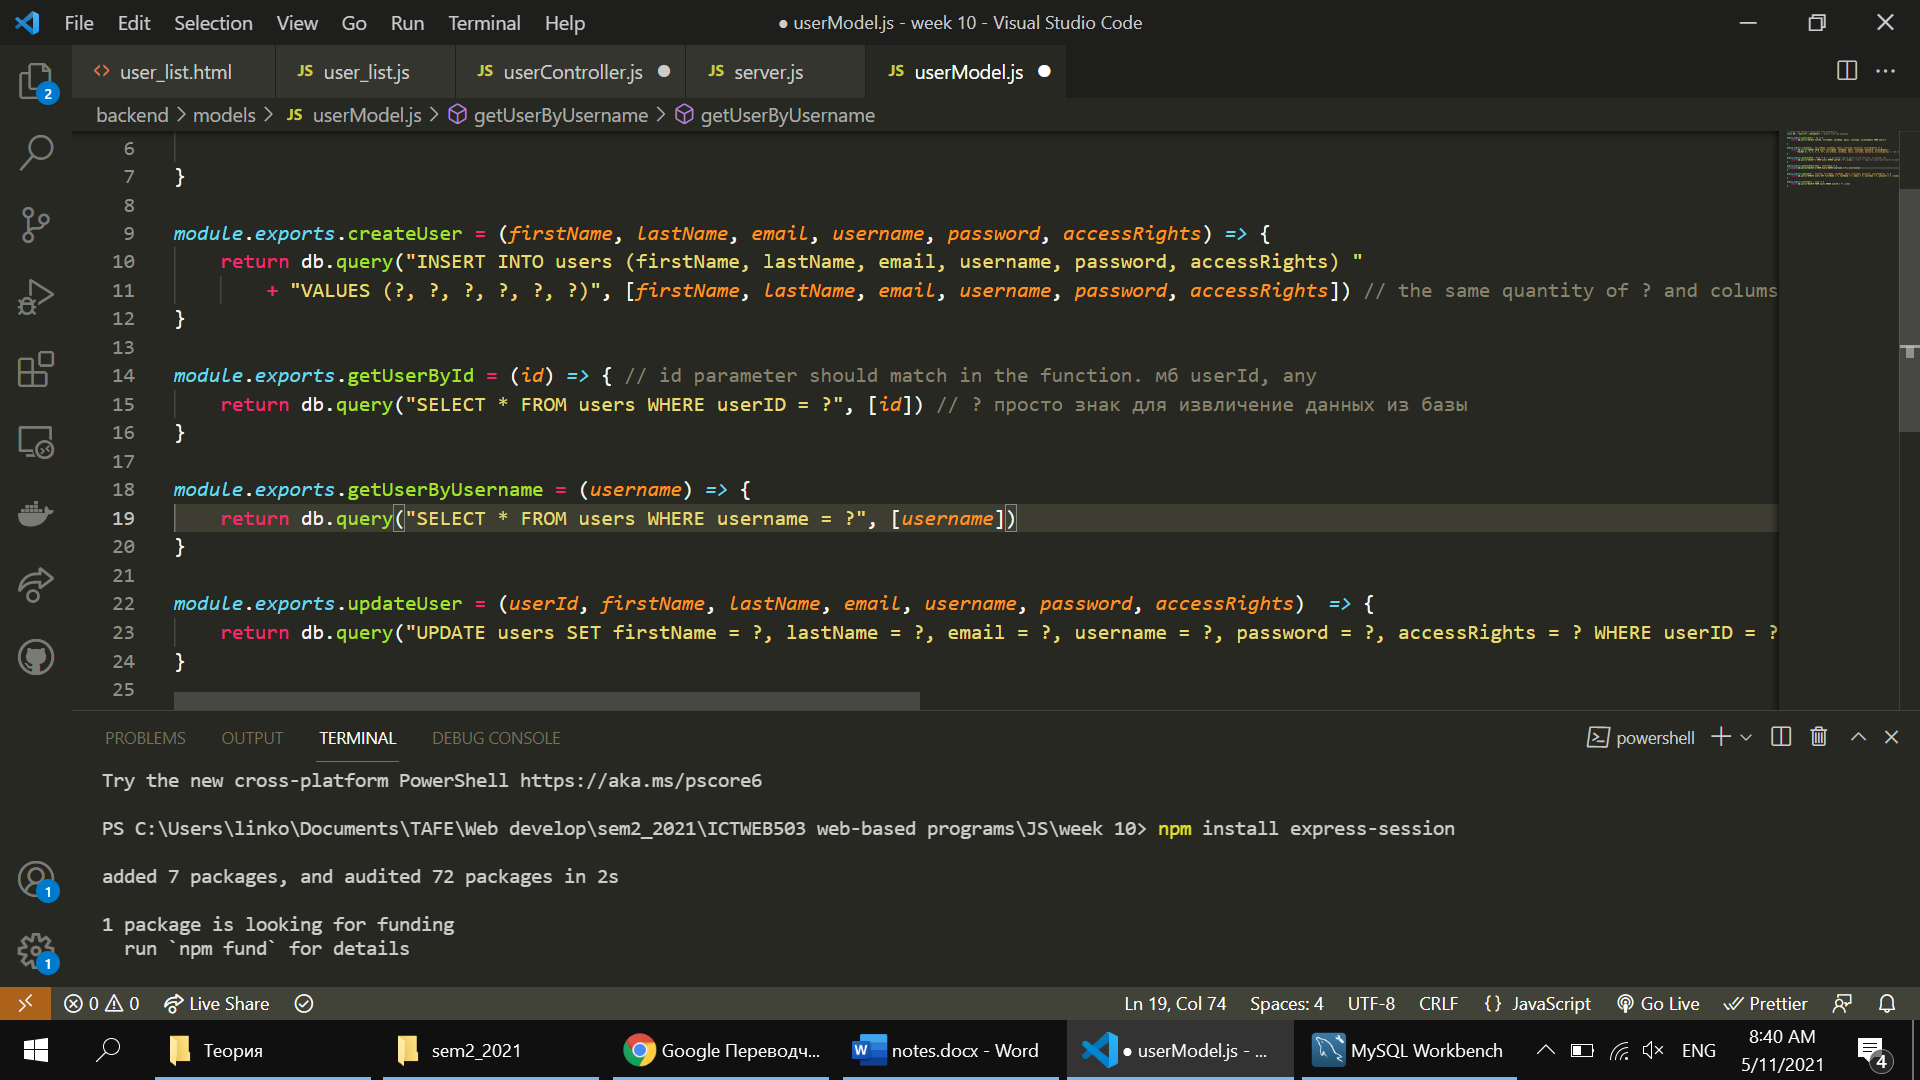 File Edit Selection View Go Run Terminal Help ● userModel.js - week 10 - Visual Studio Code
<> user_list.html JS user_list.js JS userController.js ● JS server.js JS userModel.js ● ···
2
backend > models > JS userModel.js > getUserByUsername > getUserByUsername
6
7 }
8
9 module.exports.createUser = (firstName, lastName, email, username, password, accessRights) => {
10 return db.query("INSERT INTO users (firstName, lastName, email, username, password, accessRights) "
11 + "VALUES (?, ?, ?, ?, ?, ?)", [firstName, lastName, email, username, password, accessRights]) // the same quantity of ? and colums
12 }
13
14 module.exports.getUserById = (id) => { // id parameter should match in the function. мб userId, any
15 return db.query("SELECT * FROM users WHERE userID = ?", [id]) // ? просто знак для извличение данных из базы
16 }
17
18 module.exports.getUserByUsername = (username) => {
19 return db.query("SELECT * FROM users WHERE username = ?", [username])
20 }
21
22 module.exports.updateUser = (userId, firstName, lastName, email, username, password, accessRights)  => {
23 return db.query("UPDATE users SET firstName = ?, lastName = ?, email = ?, username = ?, password = ?, accessRights = ? WHERE userID = ?
24 }
25
PROBLEMS OUTPUT TERMINAL DEBUG CONSOLE powershell
Try the new cross-platform PowerShell https://aka.ms/pscore6
PS C:\Users\linko\Documents\TAFE\Web develop\sem2_2021\ICTWEB503 web-based programs\JS\week 10> npm install express-session
added 7 packages, and audited 72 packages in 2s
1
1 package is looking for funding
run `npm fund` for details
1
0 0 Live Share Ln 19, Col 74 Spaces: 4 UTF-8 CRLF {} JavaScript Go Live Prettier
Теория sem2_2021 Google Переводч... notes.docx - Word ● userModel.js - ... MySQL Workbench ENG 8:40 AM
5/11/2021 4